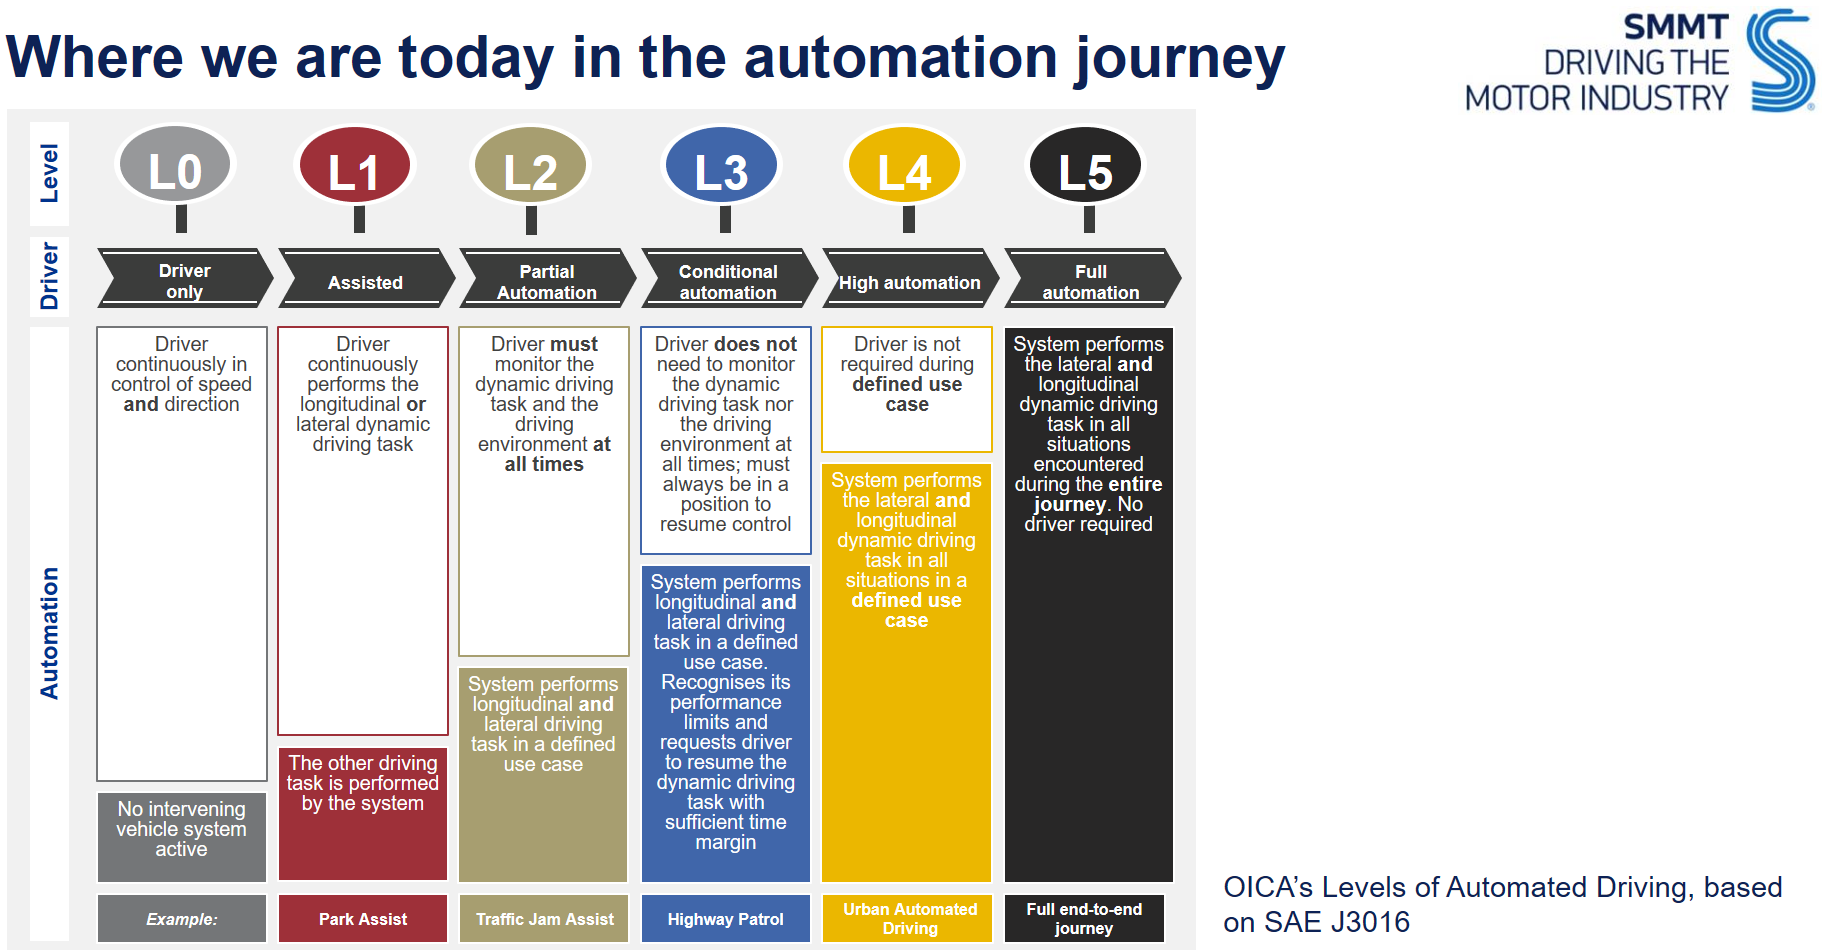 Where we are today in the automation journey
SMMT
DRIVING THE
MOTOR INDUSTRY
Level
L0
L1
L2
L3
L4
L5
Driver
Driver
only
Assisted
Partial
Automation
Conditional
automation
High automation
Full
automation
Automation
Driver
continuously in
control of speed
and direction
No intervening
vehicle system
active
Driver
continuously
performs the
longitudinal or
lateral dynamic
driving task
The other driving
task is performed
by the system
Driver must
monitor the
dynamic driving
task and the
driving
environment at
all times
System performs
longitudinal and
lateral driving
task in a defined
use case
Driver does not
need to monitor
the dynamic
driving task nor
the driving
environment at
all times; must
always be in a
position to
resume control
System performs
longitudinal and
lateral driving
task in a defined
use case.
Recognises its
performance
limits and
requests driver
to resume the
dynamic driving
task with
sufficient time
margin
Driver is not
required during
defined use
case
System performs
the lateral and
longitudinal
dynamic driving
task in all
situations in a
defined use
case
System performs
the lateral and
longitudinal
dynamic driving
task in all
situations
encountered
during the entire
journey. No
driver required
Example:
Park Assist
Traffic Jam Assist
Highway Patrol
Urban Automated
Driving
Full end-to-end
journey
OICA’s Levels of Automated Driving, based
on SAE J3016